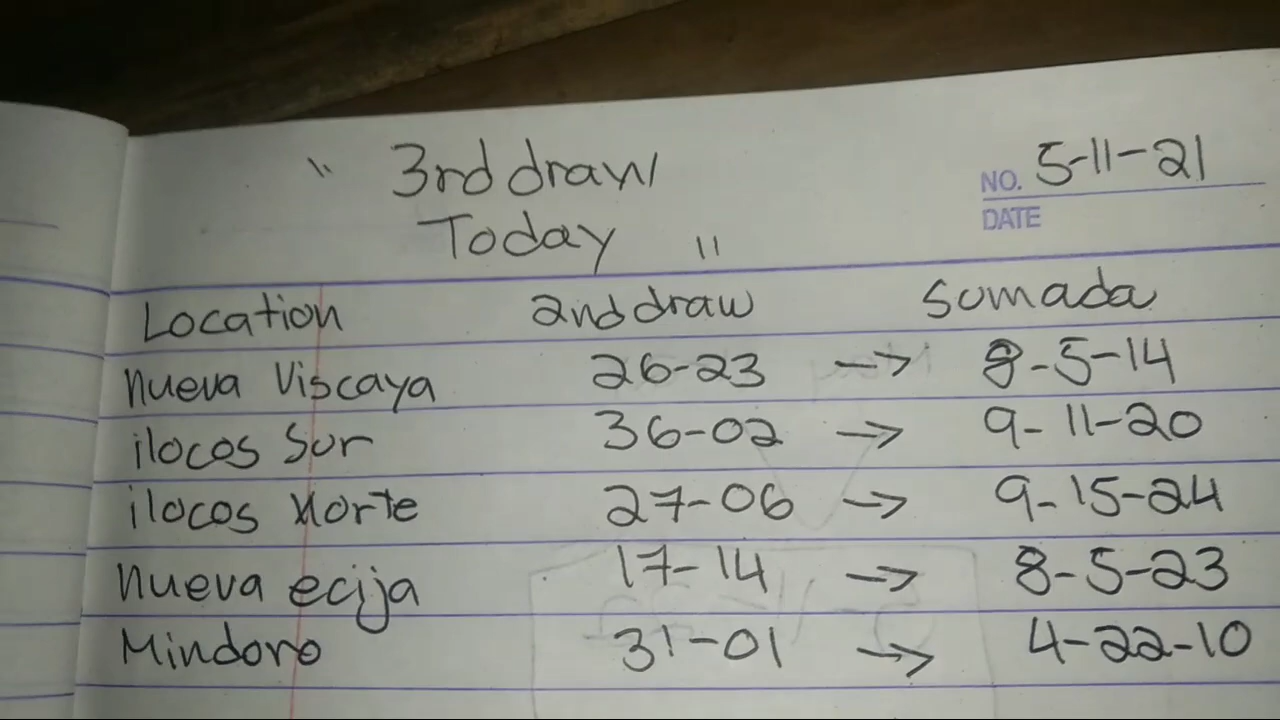 " 3rd draw
NO. 5-11-21
Today "
DATE
Location 2nd draw Sumada
nueva Viscaya 26-23 → 8-5-14
ilocos Sur 36-02 → 9-11-20
ilocos Norte 27-06 → 9-15-24
nueva ecija 17-14 → 8-5-23
Mindoro 31-01 → 4-22-10